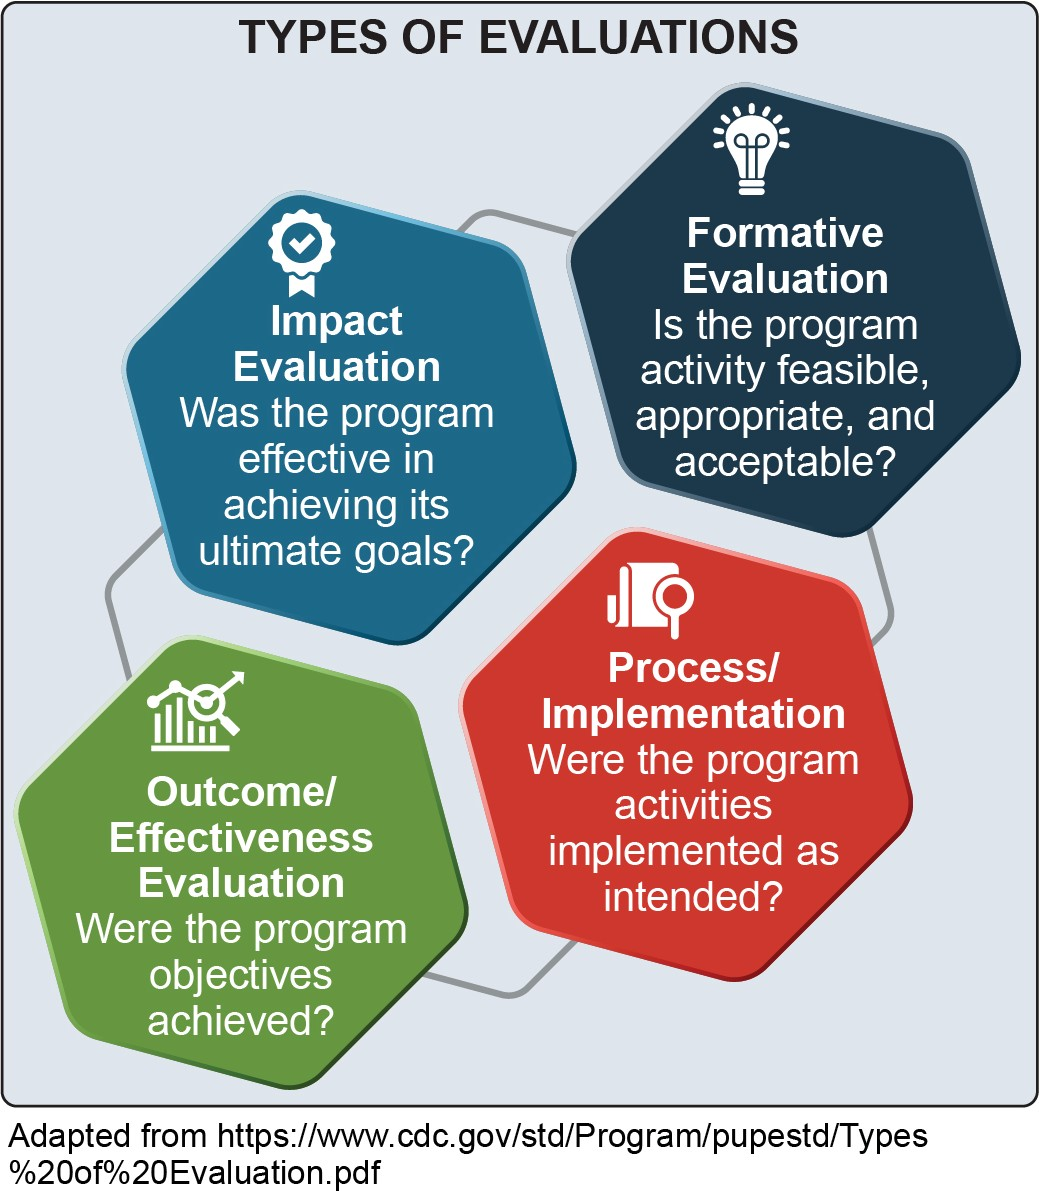 TYPES OF EVALUATIONS
Formative
Evaluation
Is the program
activity feasible,
appropriate, and
acceptable?
Impact
Evaluation
Was the program
effective in
achieving its
ultimate goals?
Process/
Implementation
Were the program
activities
implemented as
intended?
Outcome/
Effectiveness
Evaluation
Were the program
objectives
achieved?
Adapted from https://www.cdc.gov/std/Program/pupestd/Types
%20of%20Evaluation.pdf